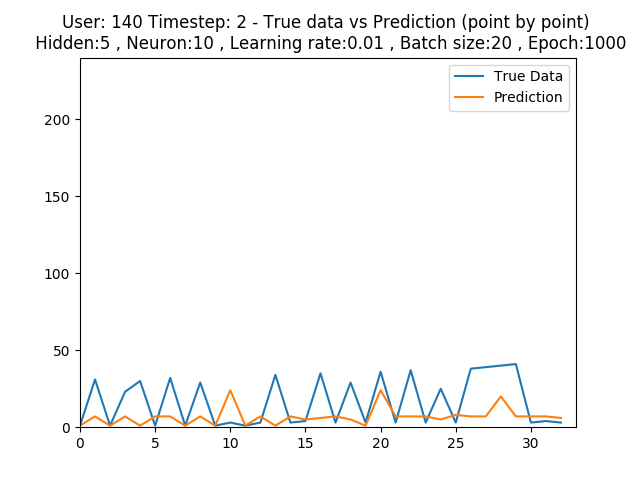 User: 140 Timestep: 2 - True data vs Prediction (point by point)
Hidden:5 , Neuron:10 , Learning rate:0.01 , Batch size:20 , Epoch:1000
True Data
Prediction
200
150
100
50
0
0 5 10 15 20 25 30